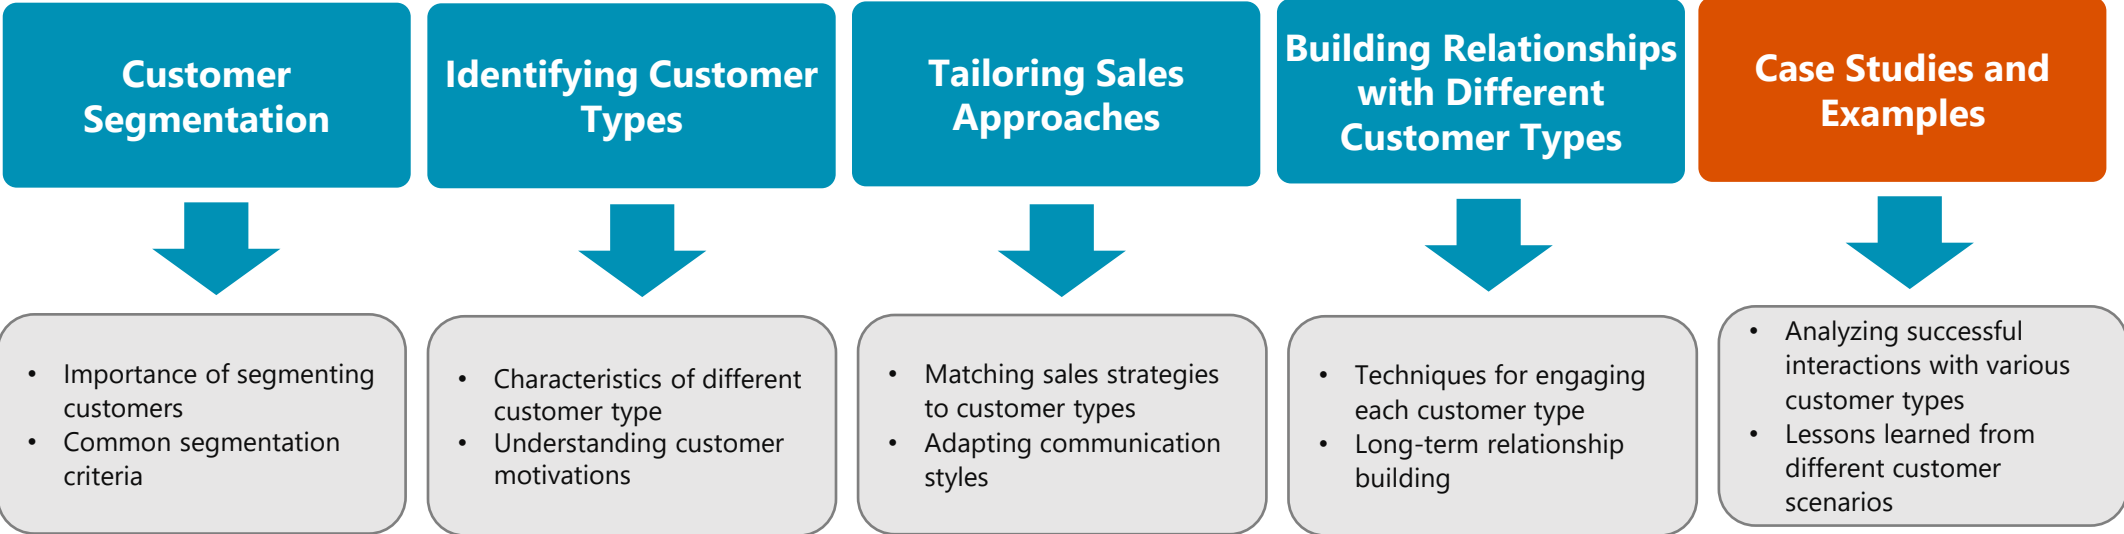 Customer
Segmentation
Identifying Customer
Types
Tailoring Sales
Approaches
Building Relationships
with Different
Customer Types
Case Studies and
Examples
• Importance of segmenting
customers
• Common segmentation
criteria
• Characteristics of different
customer type
• Understanding customer
motivations
• Matching sales strategies
to customer types
• Adapting communication
styles
• Techniques for engaging
each customer type
• Long-term relationship
building
• Analyzing successful
interactions with various
customer types
• Lessons learned from
different customer
scenarios